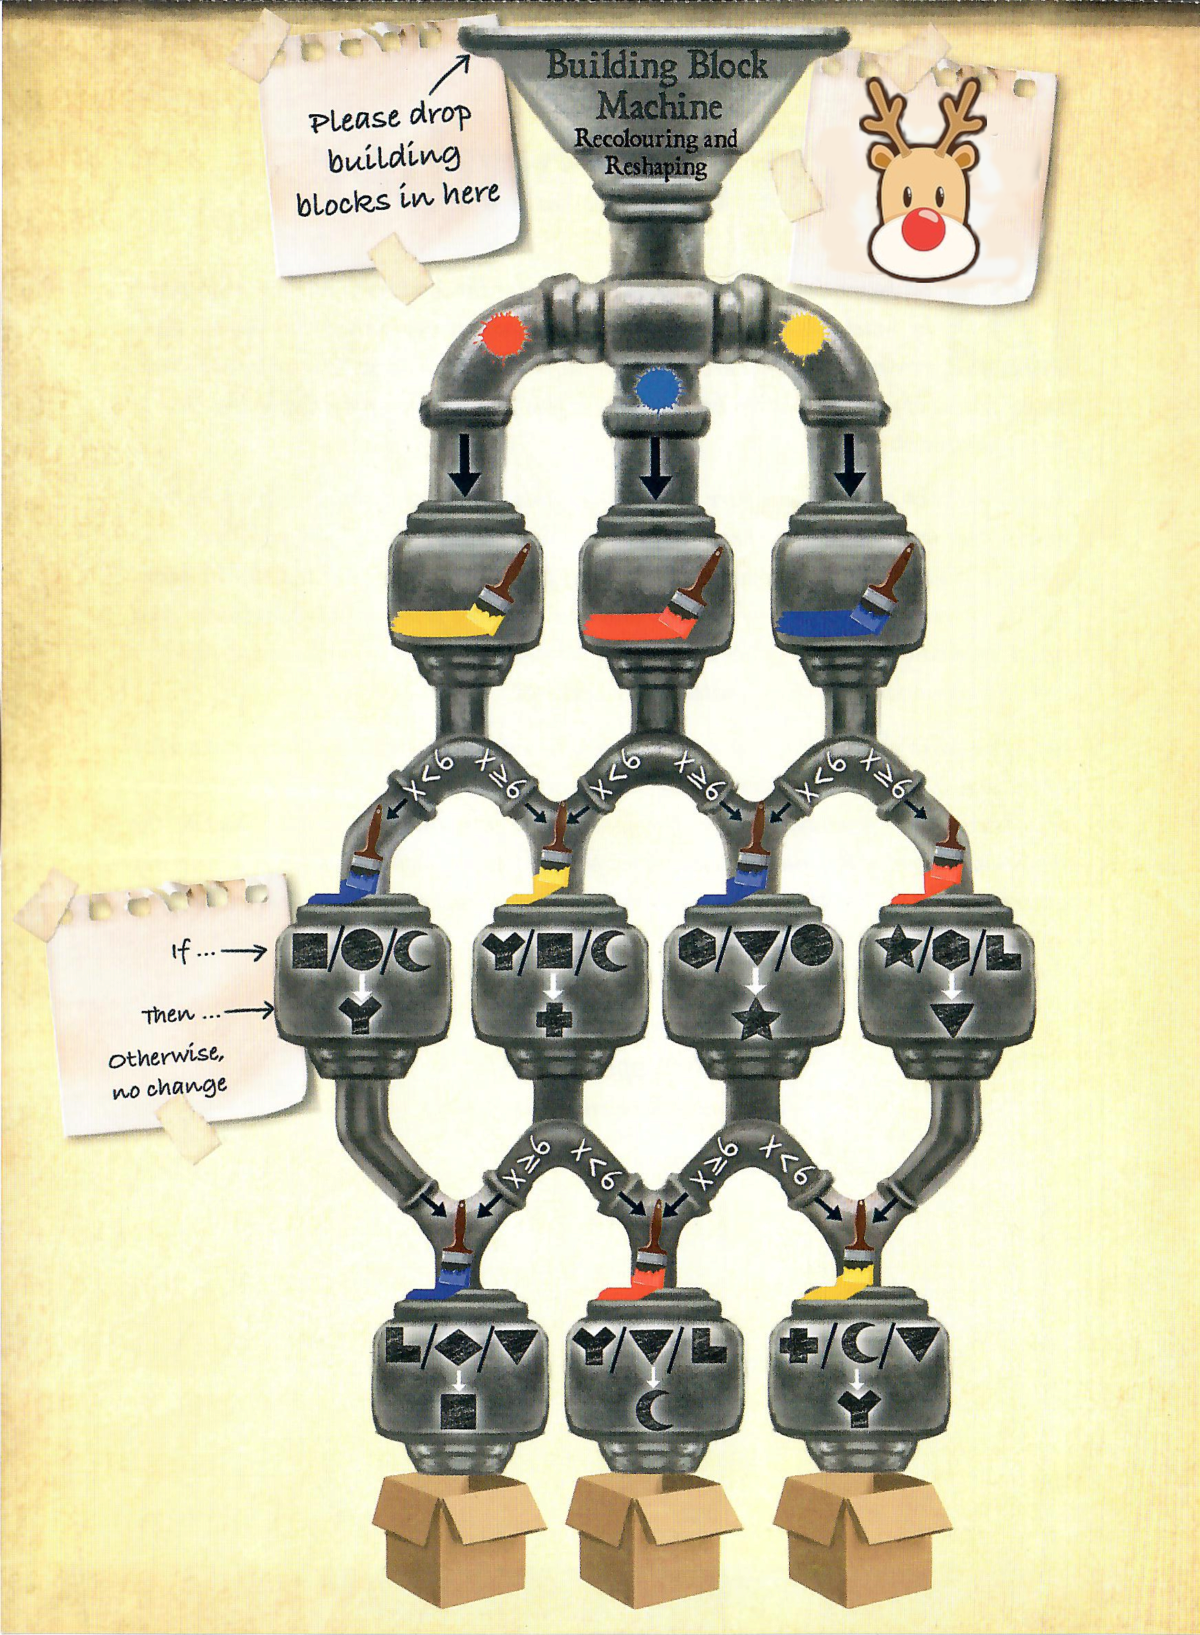 Building Block
Machine
Recolouring and
Reshaping
Please drop
building
blocks in here
X<6
X≥6
X<6
X≥6
X<6
X≥6
If ...
Then ...
Otherwise,
no change
X≥6
X<6
X≥6
X<6